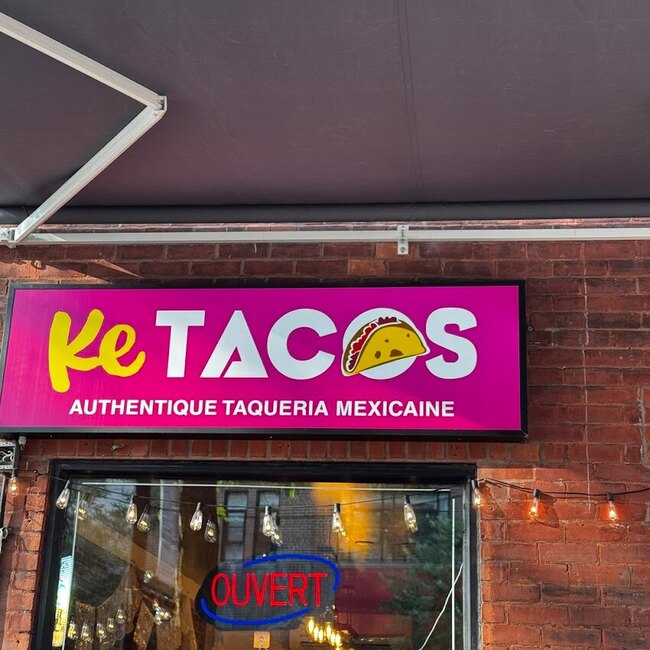 Ke TACOS
AUTHENTIQUE TAQUERIA MEXICAINE
OUVERT